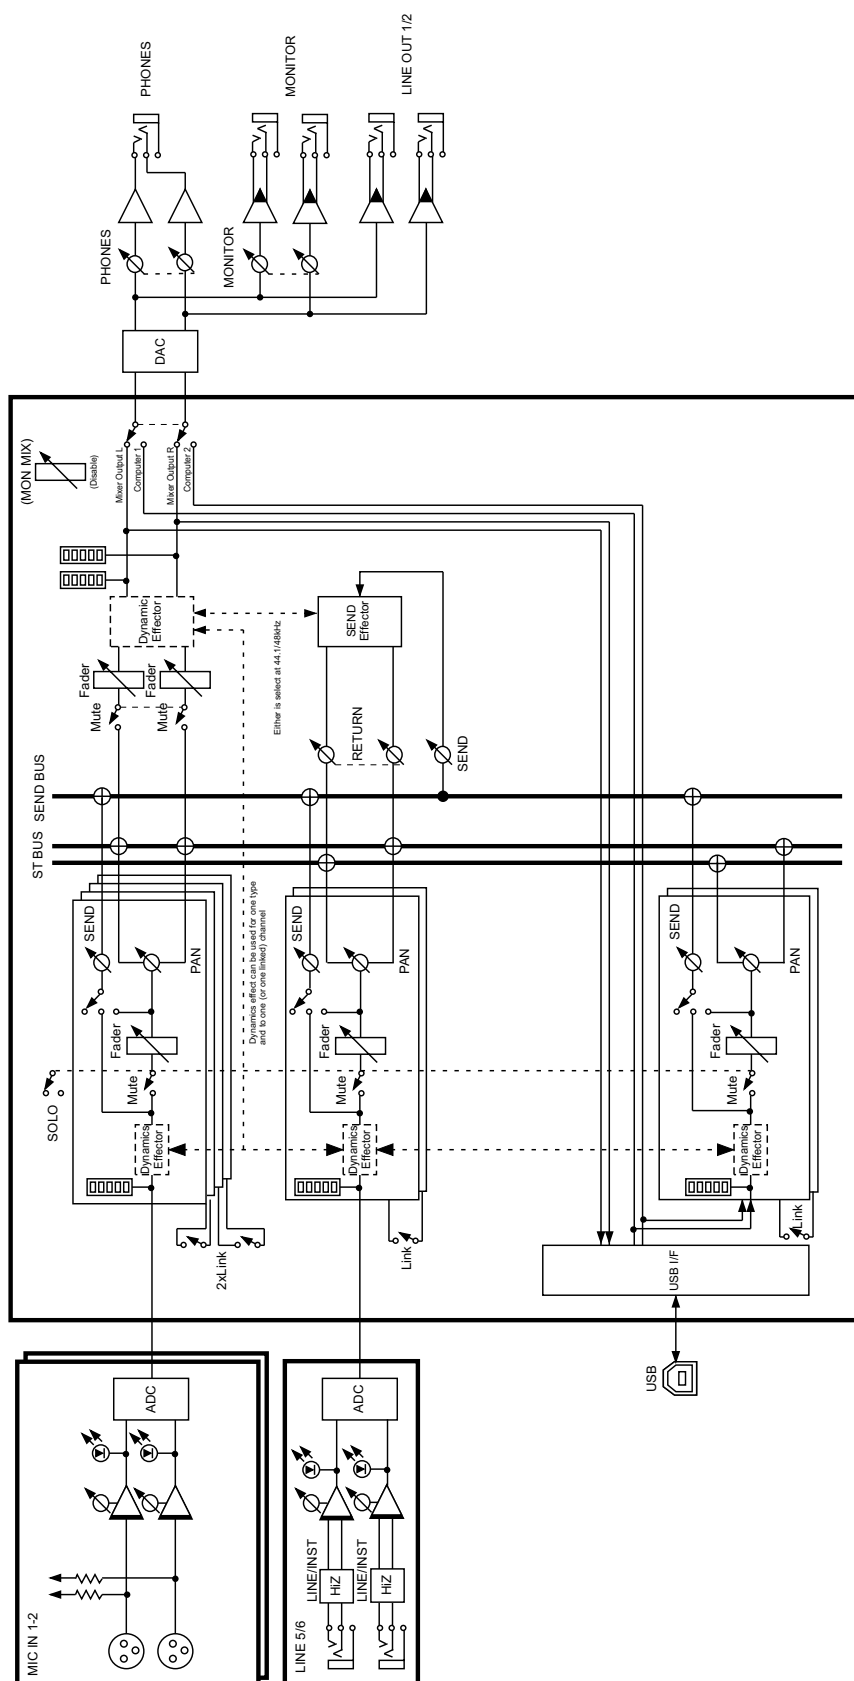 PHONES
MONITOR
LINE OUT 1/2
PHONES
MONITOR
DAC
(MON MIX)
(Disable)
Mixer Output L
Computer 1
Mixer Output R
Computer 2
Dynamic
Effector
SEND
Effector
Either is select at 44.1/48kHz
Fader
Fader
Mute
Mute
RETURN
SEND
SEND BUS
ST BUS
SEND
PAN
Fader
Mute
Dynamics
Effector
Dynamics effect can be used for one type
and to one (or one linked) channel
SEND
PAN
Fader
Mute
Dynamics
Effector
SEND
PAN
Fader
Mute
Dynamics
Effector
SOLO
2xLink
Link
Link
USB I/F
USB
ADC
MIC IN 1-2
ADC
LINE/INST
LINE/INST
HiZ
HiZ
LINE 5/6